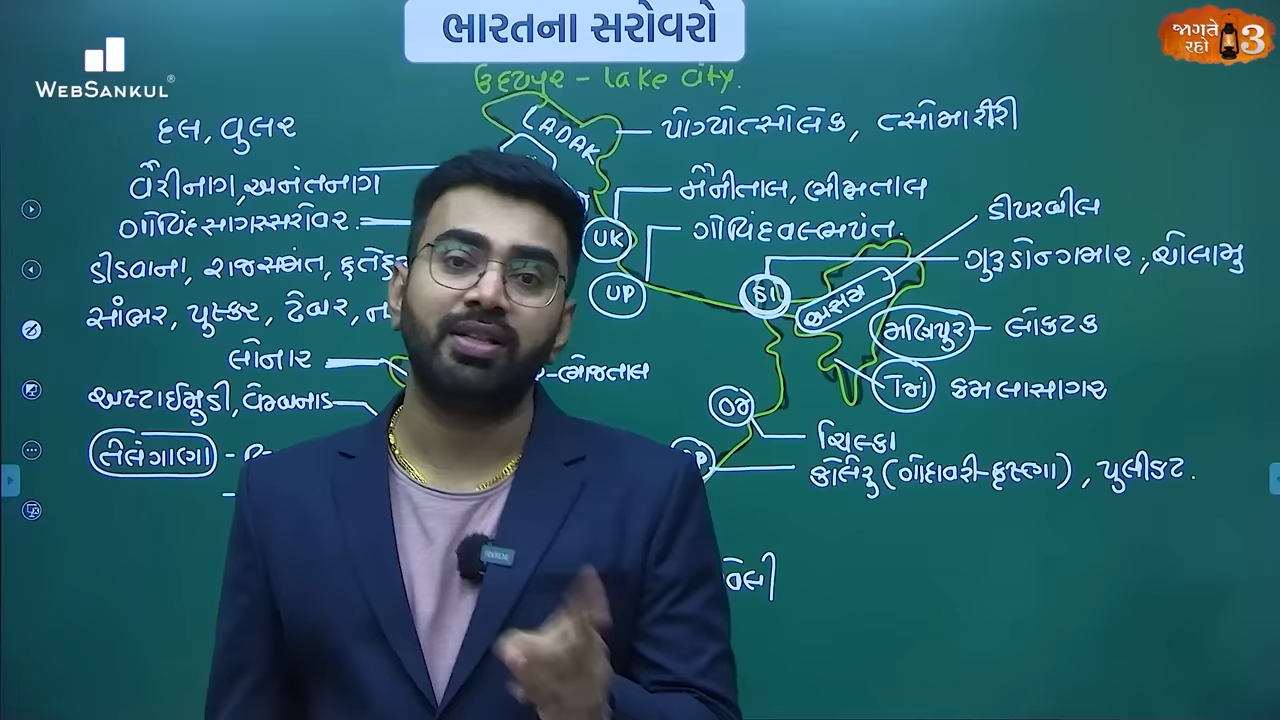 ભારતના સરોવરો
જાગતે રહો 3
WEBSANKUL®
ઉદયપુર - lake city.
દલ, વુલર
LADAK
પોંગ્પોત્સોલેક, ત્સોમારીરી
વૈરીનાગ, અનંતનાગ
નૈનીતાલ, ભીમતાલ
ડીપરબીલ
ગોવિંદસાગરસરોવર.
UK
ગોવિંદવલ્લભપંત.
ડીડવાના, રાજસમંત, ફતેહ
ગુરૂડોન્ગમાર, ચોલામુ
UP
સાંભર, પુષ્કર, ઢેબર,
આસામ
મણિપુર - લોકટક
લોનાર
-ભોજતાલ
અષ્ટાઈમુડી, વેમ્બનાડ
કમલાસાગર
ચિલ્કા
તેલંગાણા -
કોલેરુ (ગોદાવરી-કૃષ્ણા), પુલીકટ.